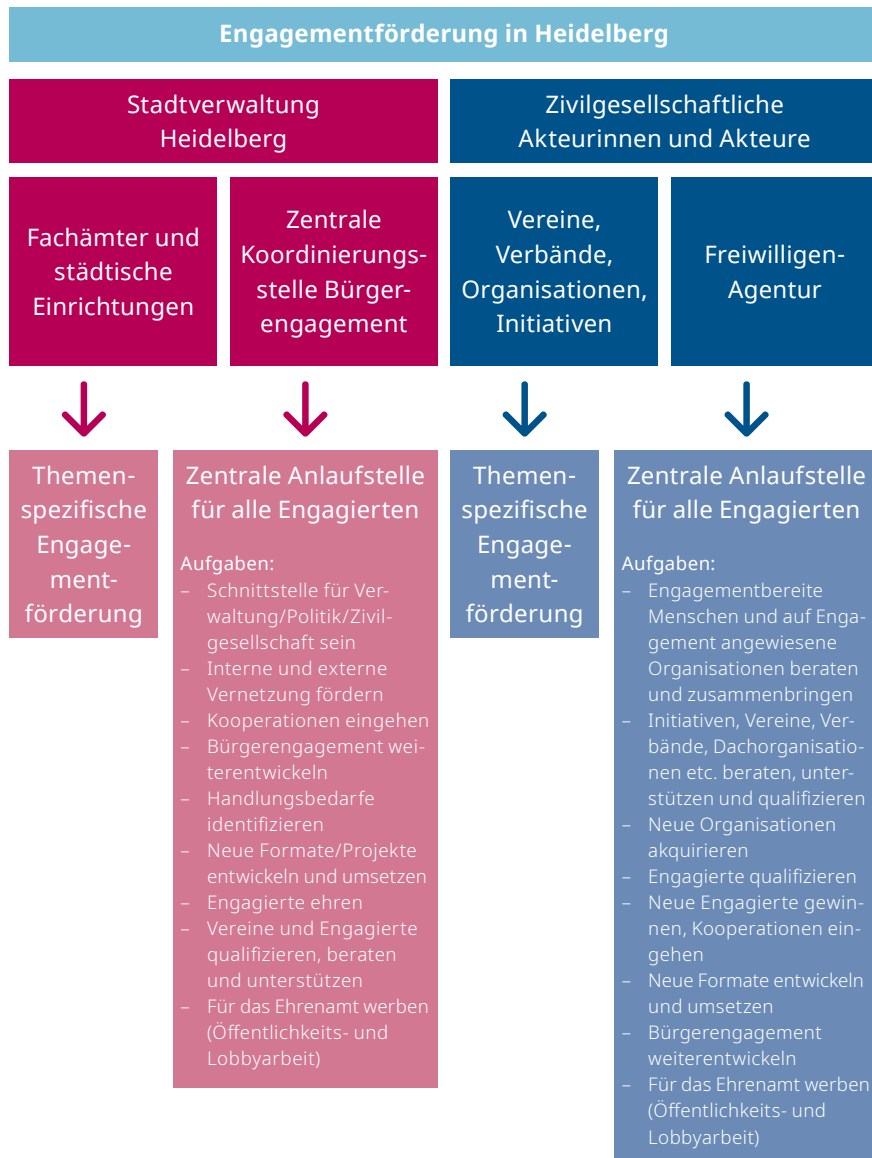 Engagementförderung in Heidelberg
Stadtverwaltung
Heidelberg
Zivilgesellschaftliche
Akteurinnen und Akteure
Fachämter und
städtische
Einrichtungen
Zentrale
Koordinierungs-
stelle Bürger-
engagement
Vereine,
Verbände,
Organisationen,
Initiativen
Freiwilligen-
Agentur
Themen-
spezifische
Engage-
ment-
förderung
Zentrale Anlaufstelle
für alle Engagierten
Aufgaben:
– Schnittstelle für Ver-
waltung/Politik/Zivil-
gesellschaft sein
– Interne und externe
Vernetzung fördern
– Kooperationen eingehen
– Bürgerengagement wei-
terentwickeln
– Handlungsbedarfe
identifizieren
– Neue Formate/Projekte
entwickeln und umsetzen
– Engagierte ehren
– Vereine und Engagierte
qualifizieren, beraten
und unterstützen
– Für das Ehrenamt werben
(Öffentlichkeits- und
Lobbyarbeit)
Themen-
spezifische
Engage-
ment-
förderung
Zentrale Anlaufstelle
für alle Engagierten
Aufgaben:
– Engagementbereite
Menschen und auf Enga-
gement angewiesene
Organisationen beraten
und zusammenbringen
– Initiativen, Vereine, Ver-
bände, Dachorganisatio-
nen etc. beraten, unter-
stützen und qualifizieren
– Neue Organisationen
akquirieren
– Engagierte qualifizieren
– Neue Engagierte gewin-
nen, Kooperationen ein-
gehen
– Neue Formate entwickeln
und umsetzen
– Bürgerengagement
weiterentwickeln
– Für das Ehrenamt werben
(Öffentlichkeits- und
Lobbyarbeit)